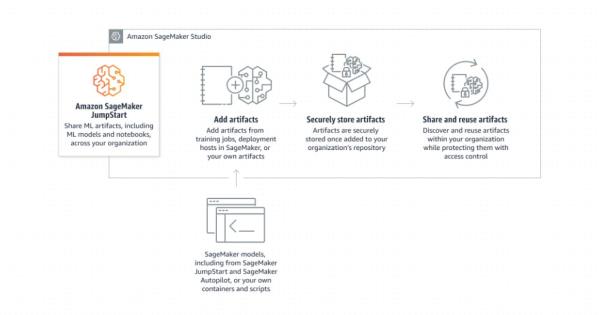 Amazon SageMaker Studio
Amazon SageMaker
JumpStart
Share ML artifacts, including
ML models and notebooks,
across your organization
Add artifacts
Add artifacts from
training jobs, deployment
hosts in SageMaker, or
your own artifacts
Securely store artifacts
Artifacts are securely
stored once added to your
organization's repository
Share and reuse artifacts
Discover and reuse artifacts
within your organization
while protecting them with
access control
SageMaker models,
including from SageMaker
JumpStart and SageMaker
Autopilot, or your own
containers and scripts